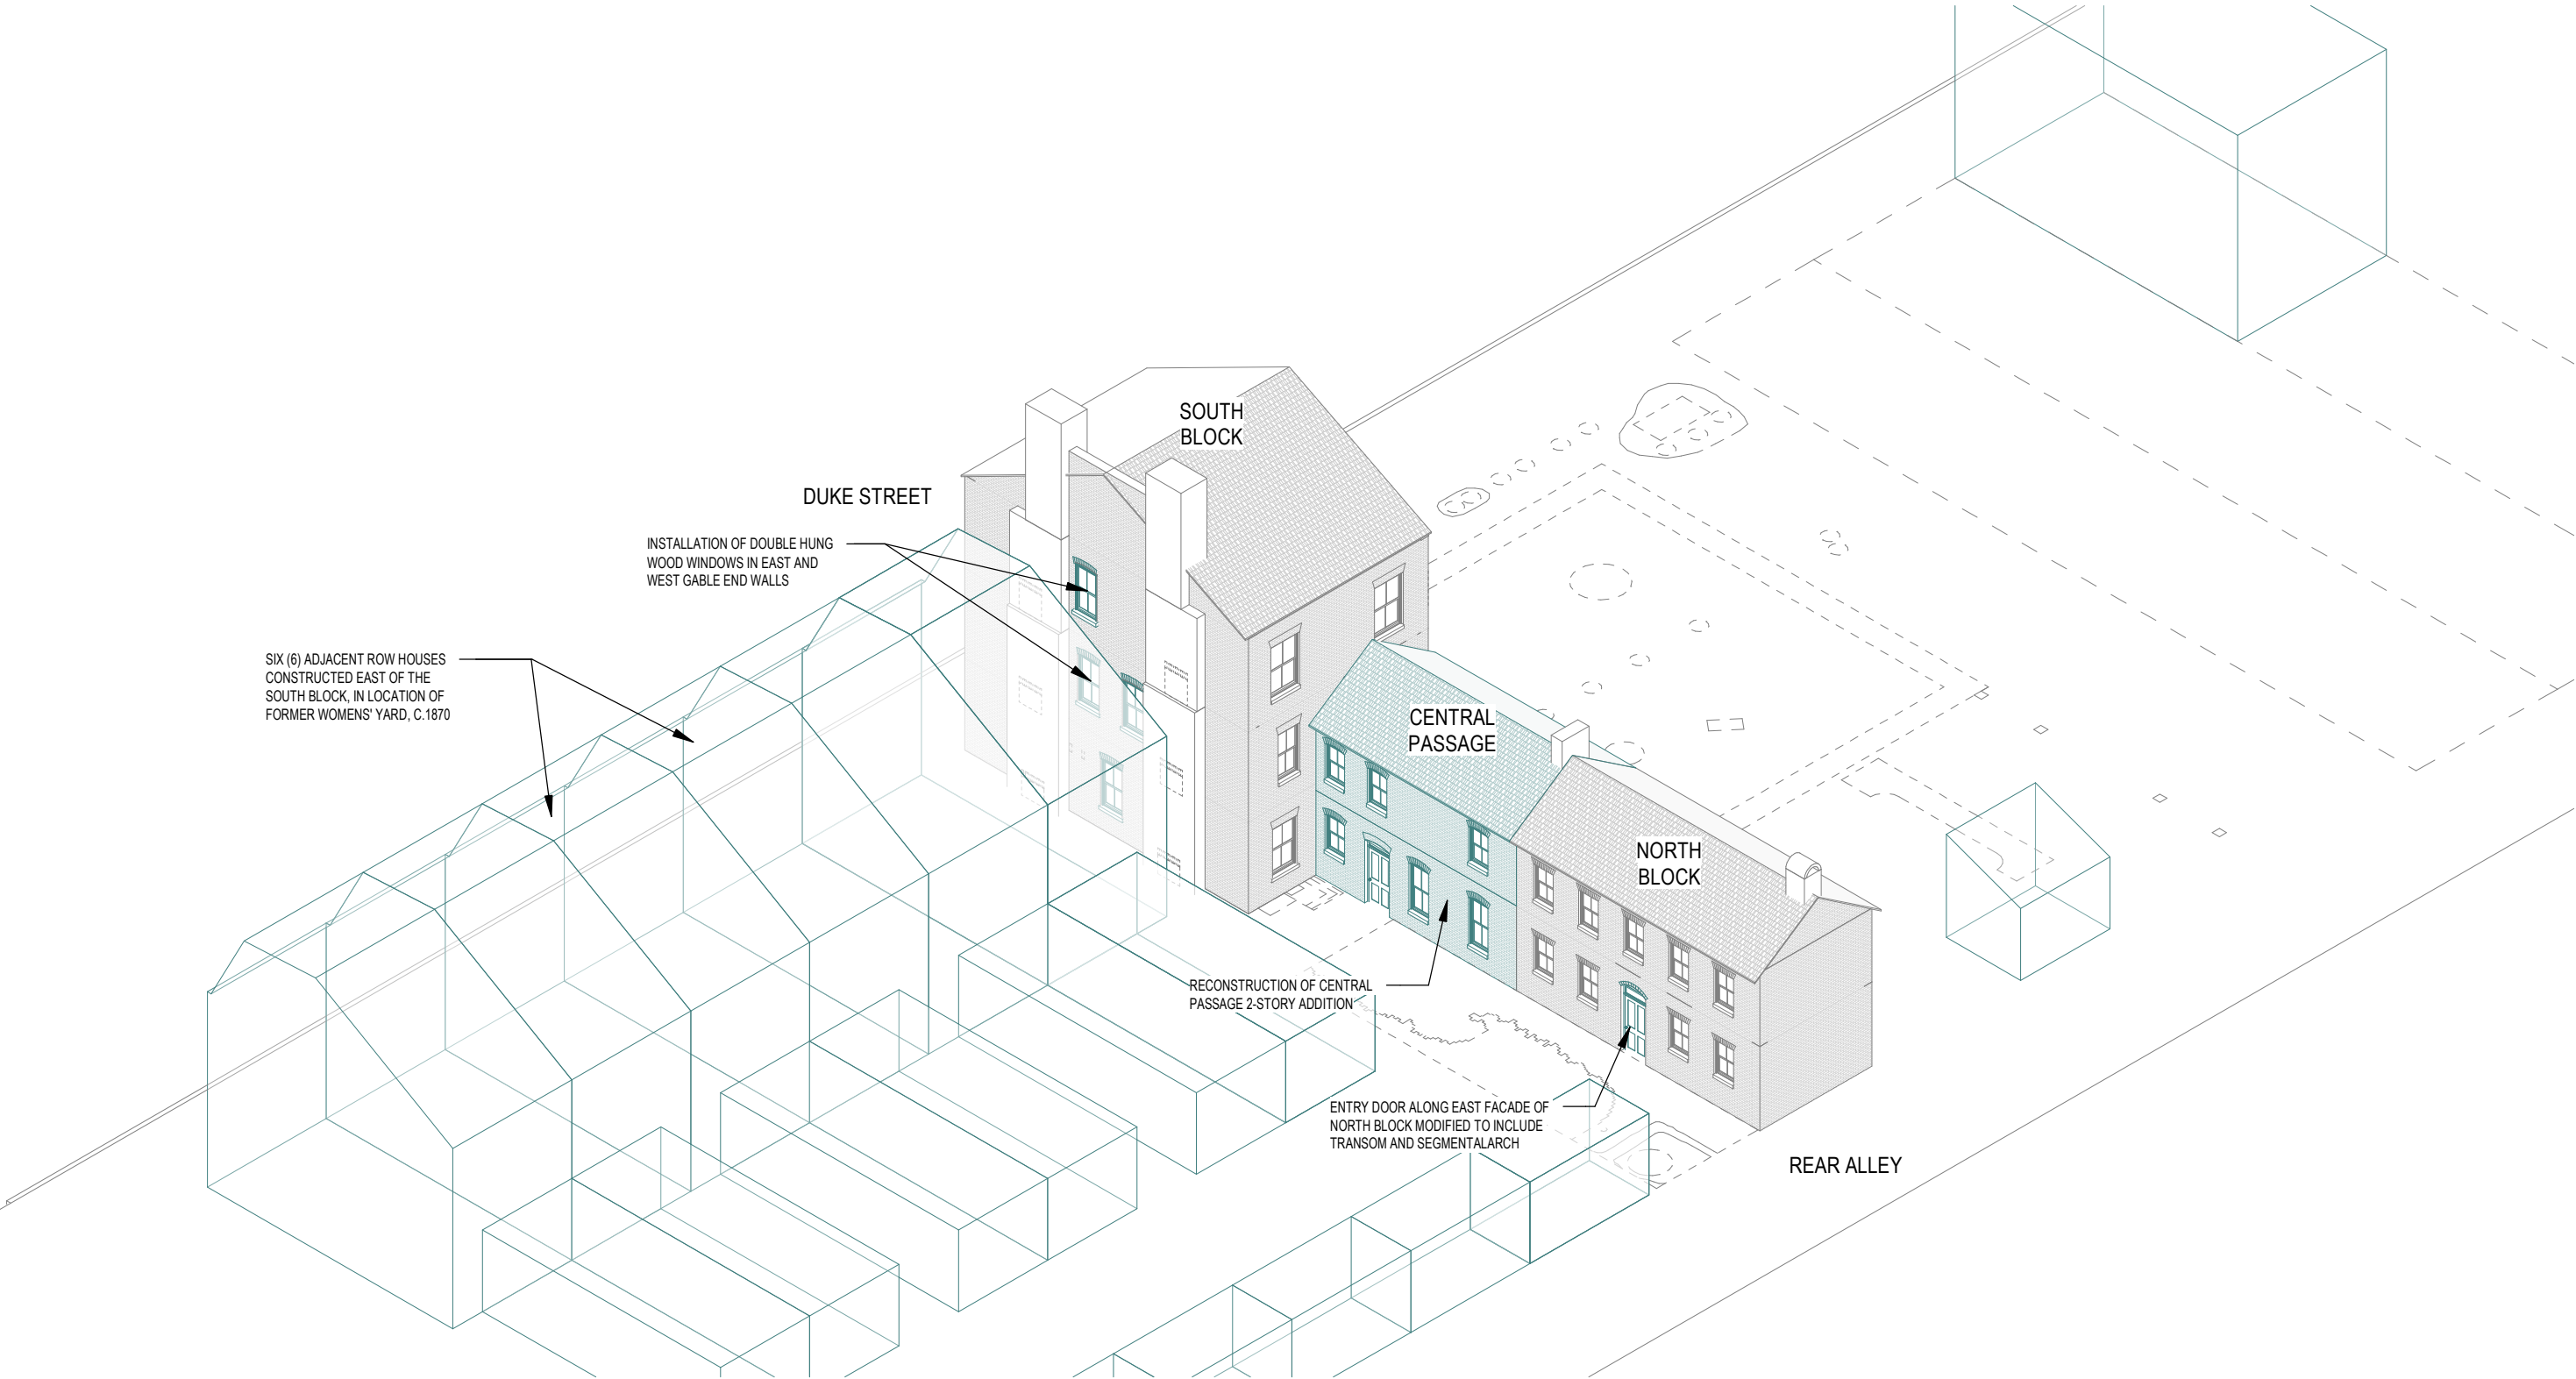 SOUTH
BLOCK
DUKE STREET
INSTALLATION OF DOUBLE HUNG
WOOD WINDOWS IN EAST AND
WEST GABLE END WALLS
SIX (6) ADJACENT ROW HOUSES
CONSTRUCTED EAST OF THE
SOUTH BLOCK, IN LOCATION OF
FORMER WOMENS' YARD, C.1870
CENTRAL
PASSAGE
NORTH
BLOCK
RECONSTRUCTION OF CENTRAL
PASSAGE 2-STORY ADDITION
ENTRY DOOR ALONG EAST FACADE OF
NORTH BLOCK MODIFIED TO INCLUDE
TRANSOM AND SEGMENTALARCH
REAR ALLEY